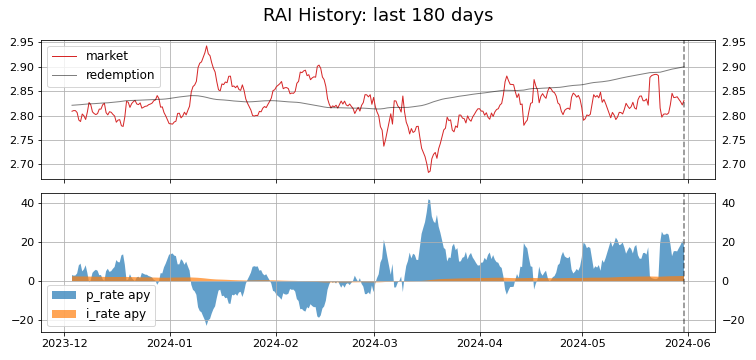 RAI History: last 180 days
2.95 2.95
market
redemption
2.90 2.90
2.85 2.85
2.80 2.80
2.75 2.75
2.70 2.70
40 40
20 20
0 0
p_rate apy
i_rate apy
−20 −20
2023-12 2024-01 2024-02 2024-03 2024-04 2024-05 2024-06